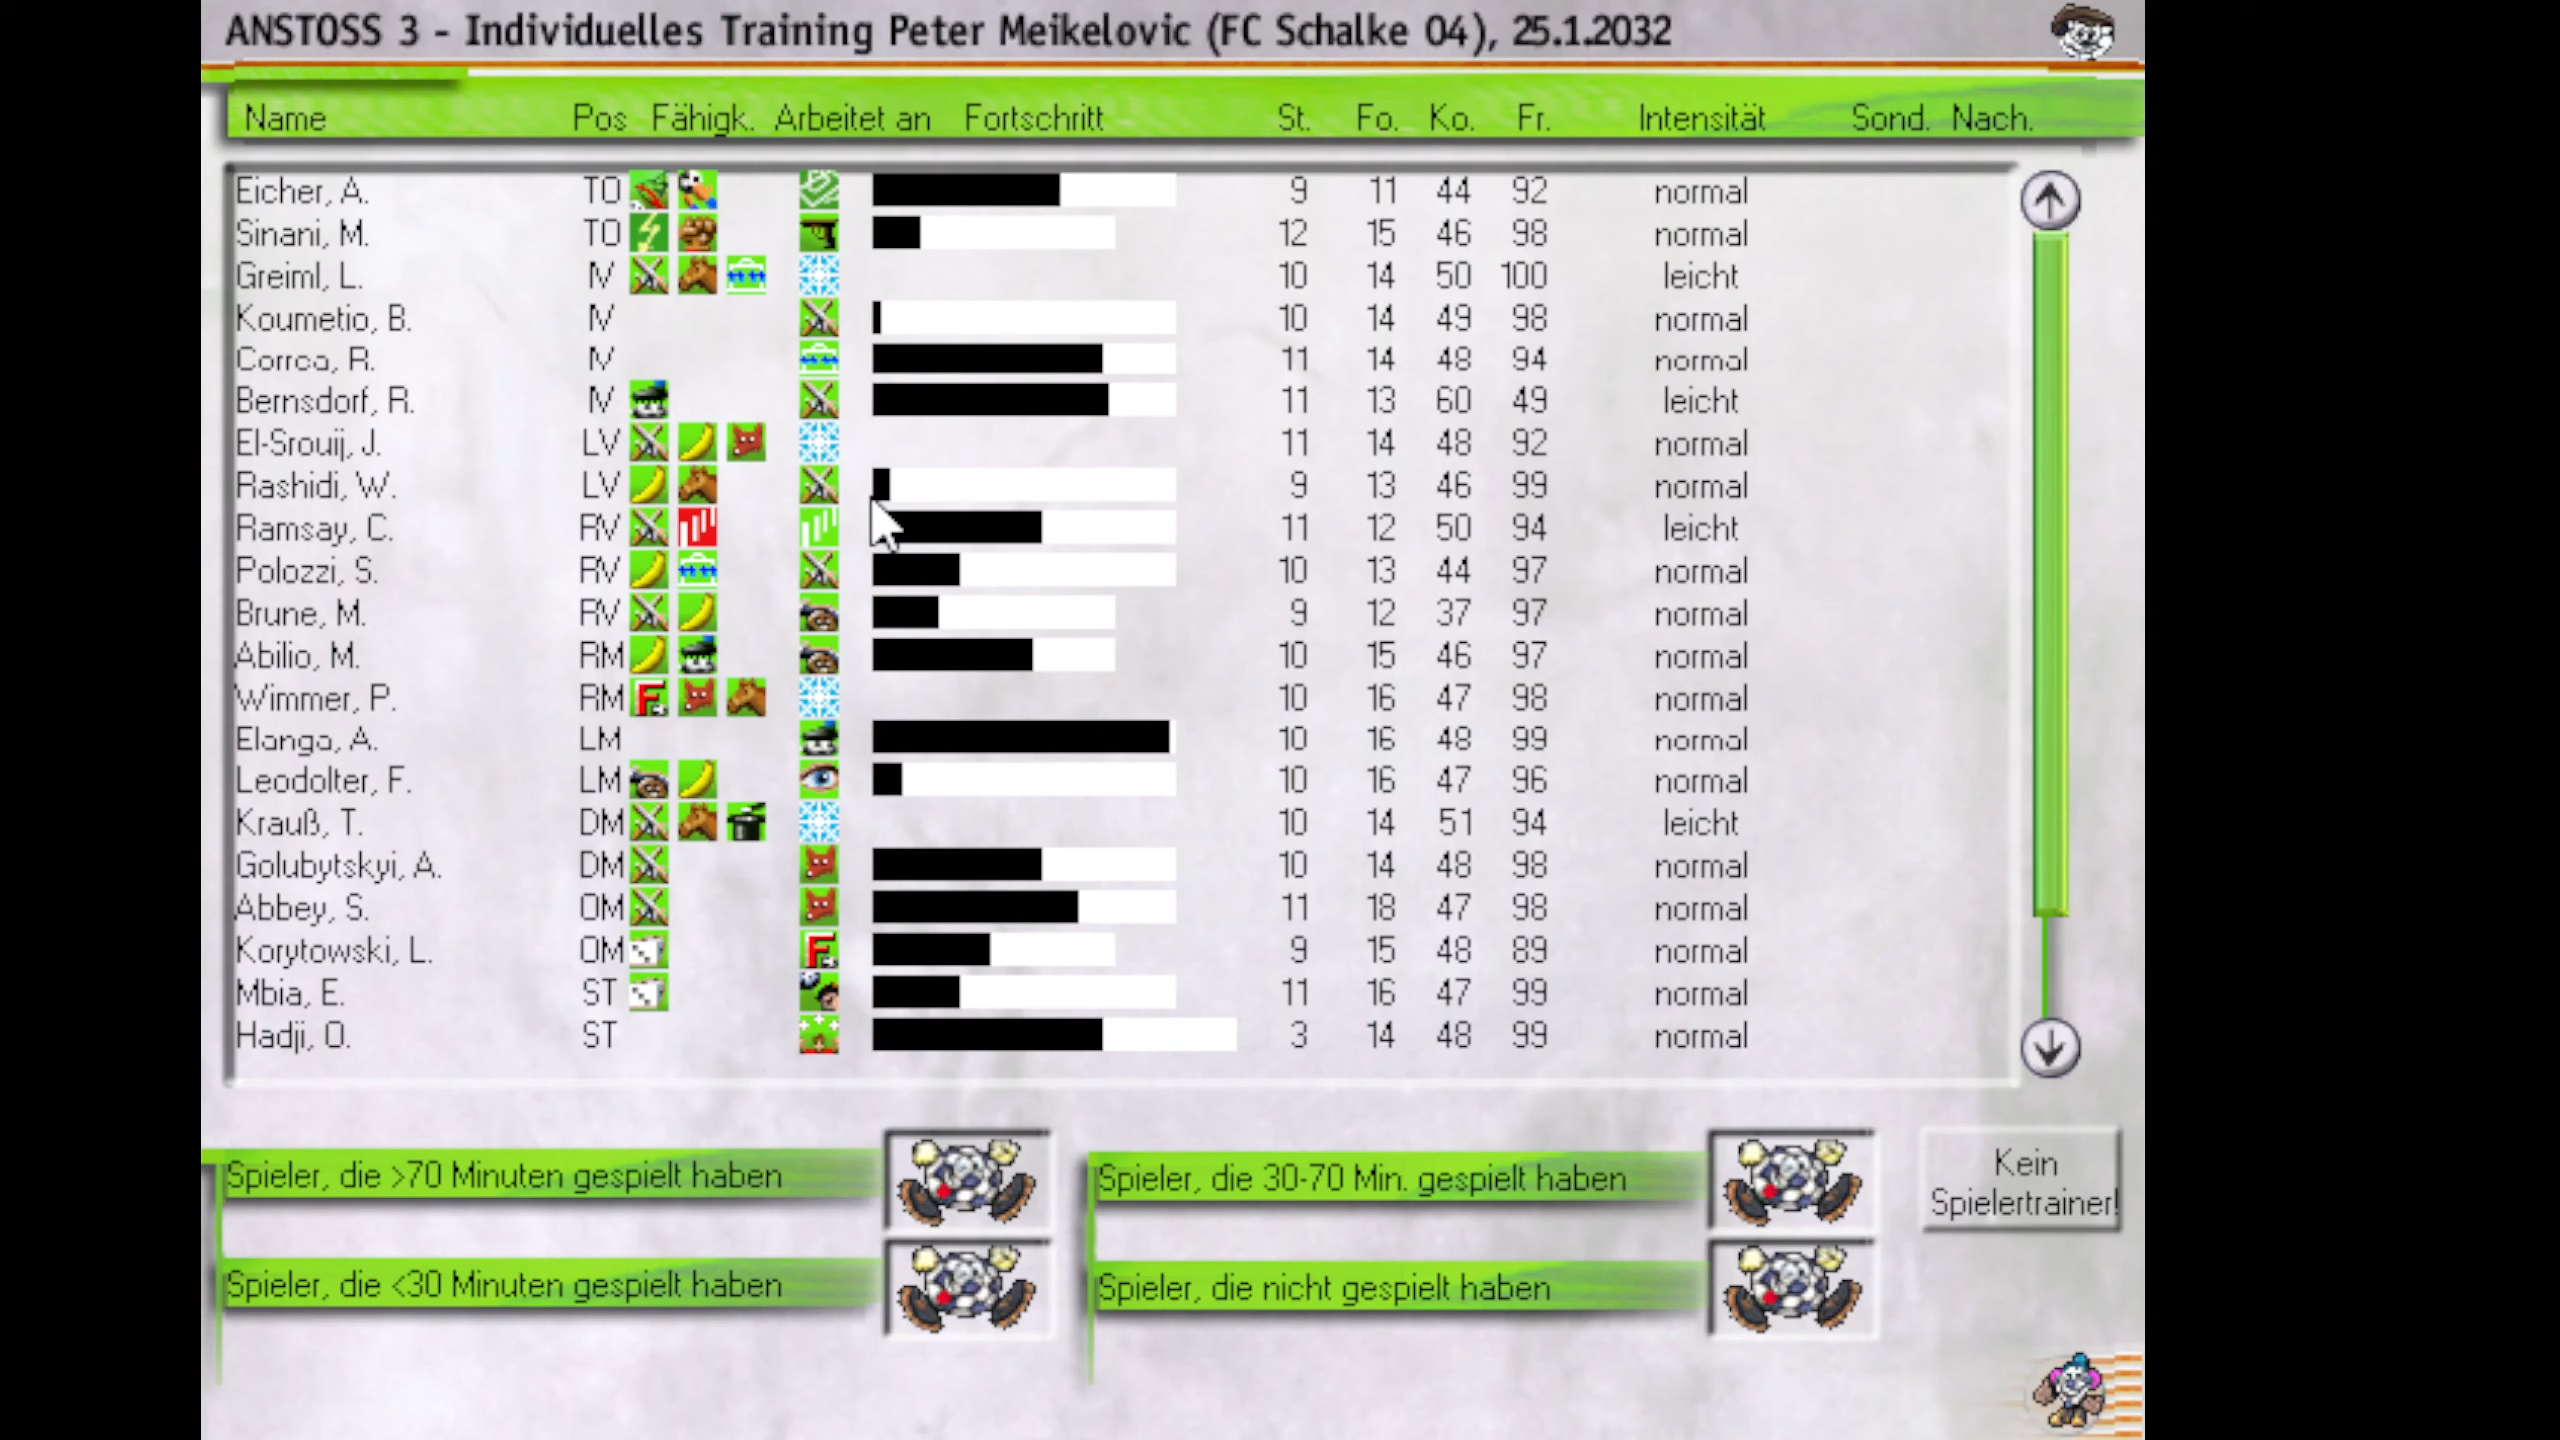 ANSTOSS 3 - Individuelles Training Peter Meikelovic (FC Schalke 04), 25.1.2032
Name Pos Fähigk. Arbeitet an Fortschritt St. Fo. Ko. Fr. Intensität Sond. Nach.
Eicher, A. TO 9 11 44 92 normal
Sinani, M. TO 12 15 46 98 normal
Greiml, L. IV 10 14 50 100 leicht
Koumetio, B. IV 10 14 49 98 normal
Correa, R. IV 11 14 48 94 normal
Bernsdorf, R. IV 11 13 60 49 leicht
El-Srouij, J. LV 11 14 48 92 normal
Rashidi, W. LV 9 13 46 99 normal
Ramsay, C. RV 11 12 50 94 leicht
Polozzi, S. RV 10 13 44 97 normal
Brune, M. RV 9 12 37 97 normal
Abilio, M. RM 10 15 46 97 normal
Wimmer, P. RM 10 16 47 98 normal
Elanga, A. LM 10 16 48 99 normal
Leodolter, F. LM 10 16 47 96 normal
Krauß, T. DM 10 14 51 94 leicht
Golubytskyi, A. DM 10 14 48 98 normal
Abbey, S. OM 11 18 47 98 normal
Korytowski, L. OM 9 15 48 89 normal
Mbia, E. ST 11 16 47 99 normal
Hadji, O. ST 3 14 48 99 normal
Spieler, die >70 Minuten gespielt haben
Spieler, die 30-70 Min. gespielt haben
Kein
Spielertrainer!
Spieler, die <30 Minuten gespielt haben
Spieler, die nicht gespielt haben